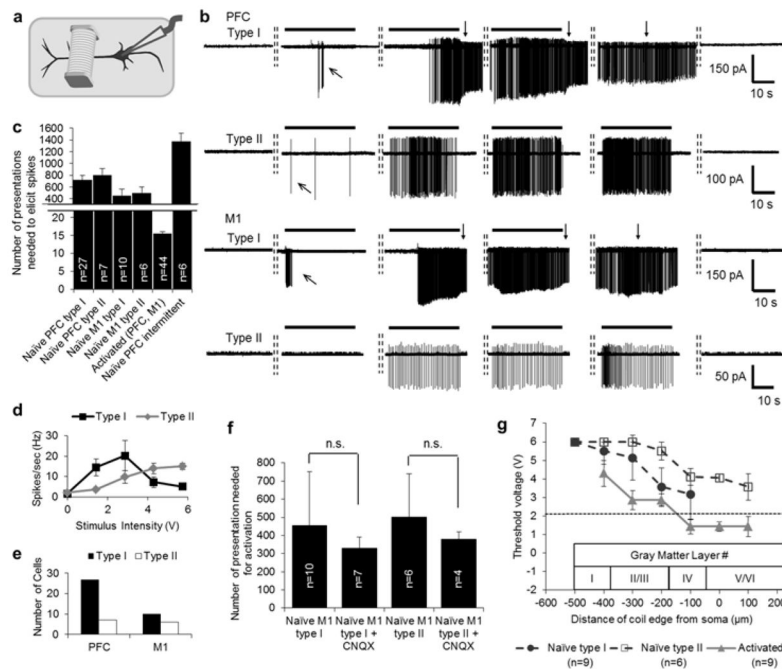 a
b
PFC
Type I
150 pA
10 s
Type II
100 pA
10 s
M1
Type I
150 pA
10 s
Type II
50 pA
10 s
c
Number of presentations
needed to elicit spikes
1600
1400
1200
1000
800
600
400
20
15
10
5
0
n=27
n=7
n=10
n=6
n=44
n=6
Naïve PFC type I
Naïve PFC type II
Naïve M1 type I
Naïve M1 type II
Activated (PFC, M1)
Naïve PFC intermittent
d
Type I
Type II
Spikes/sec (Hz)
30
20
10
0
0
2
4
6
Stimulus Intensity (V)
e
Type I
Type II
Number of Cells
30
20
10
0
PFC
M1
f
n.s.
n.s.
Number of presentation needed
for activation
800
700
600
500
400
300
200
100
0
n=10
n=7
n=6
n=4
Naïve M1
type I
Naïve M1
type I +
CNQX
Naïve M1
type II
Naïve M1
type II +
CNQX
g
Threshold voltage (V)
7
6
5
4
3
2
1
0
-1
-2
Gray Matter Layer #
I
II/III
IV
V/VI
-500
-400
-300
-200
-100
0
100
200
Distance of coil edge from soma (μm)
Naïve type I
(n=9)
Naïve type II
(n=6)
Activated
(n=9)